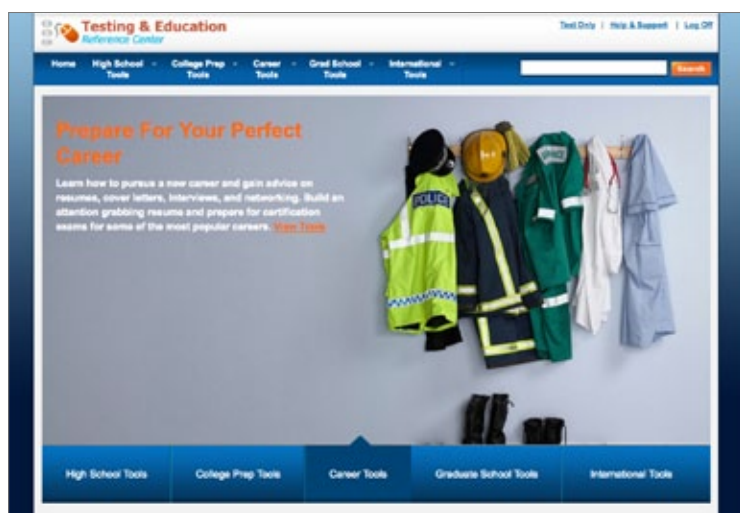 Testing & Education
Reference Center
Text Only | Help & Support | Log Off
Home High School Tools College Prep Tools Career Tools Grad School Tools International Tools Search
Prepare For Your Perfect
Career
Learn how to pursue a new career and gain advice on
resumes, cover letters, interviews, and networking. Build an
attention grabbing resume and prepare for certification
exams for some of the most popular careers. View Tools
POLICE
High School Tools College Prep Tools Career Tools Graduate School Tools International Tools